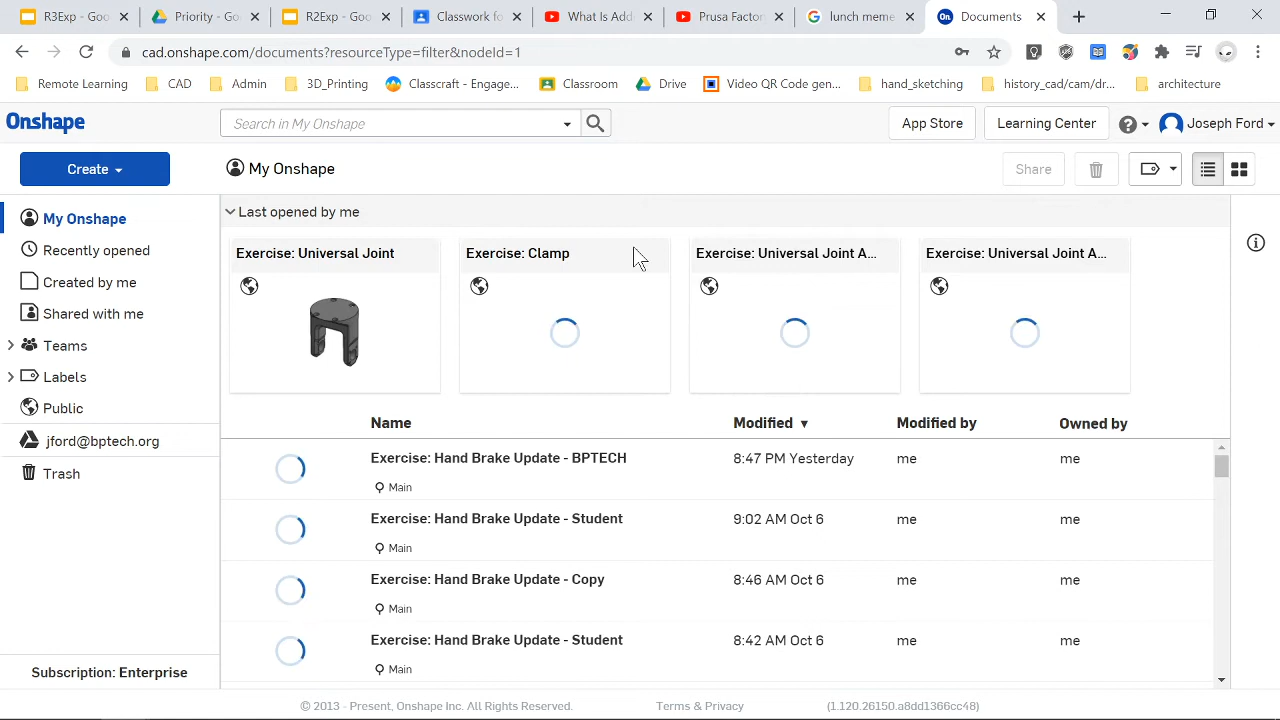 R3Exp - Goo
Priority - Go
R2Exp - Goo
Classwork fo
What Is Add
Prusa Factor
lunch meme
Documents
cad.onshape.com/documents?resourceType=filter&nodeId=1
Remote Learning
CAD
Admin
3D_Printing
Classcraft - Engage...
Classroom
Drive
Video QR Code gen...
hand_sketching
history_cad/cam/dr...
architecture
Onshape
Search in My Onshape
App Store
Learning Center
Joseph Ford
Create
My Onshape
Share
My Onshape
Recently opened
Created by me
Shared with me
Teams
Labels
Public
jford@bptech.org
Trash
Subscription: Enterprise
Last opened by me
Exercise: Universal Joint
Exercise: Clamp
Exercise: Universal Joint A...
Exercise: Universal Joint A...
Name Modified ▼ Modified by Owned by
Exercise: Hand Brake Update - BPTECH 8:47 PM Yesterday me me
Main
Exercise: Hand Brake Update - Student 9:02 AM Oct 6 me me
Main
Exercise: Hand Brake Update - Copy 8:46 AM Oct 6 me me
Main
Exercise: Hand Brake Update - Student 8:42 AM Oct 6 me me
Main
© 2013 - Present, Onshape Inc. All Rights Reserved. Terms & Privacy (1.120.26150.a8dd1366cc48)